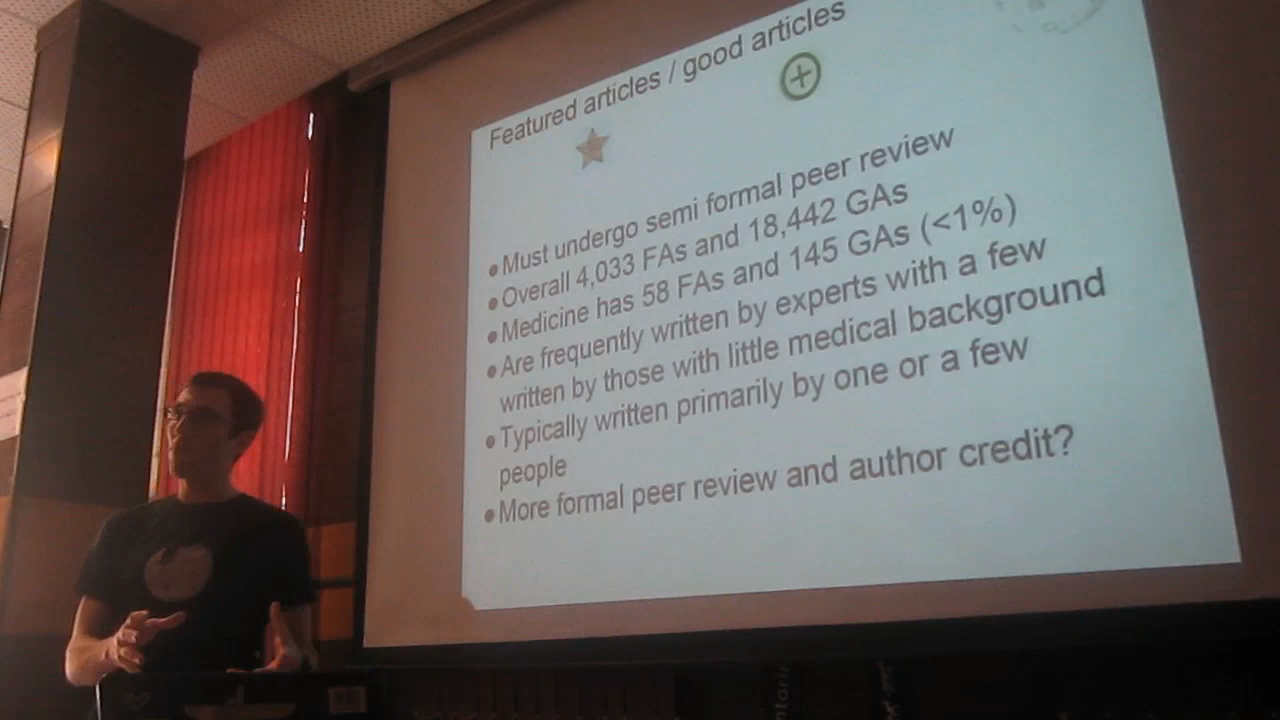 Featured articles / good articles
•Must undergo semi formal peer review
•Overall 4,033 FAs and 18,442 GAs
•Medicine has 58 FAs and 145 GAs (<1%)
•Are frequently written by experts with a few
written by those with little medical background
•Typically written primarily by one or a few
people
•More formal peer review and author credit?